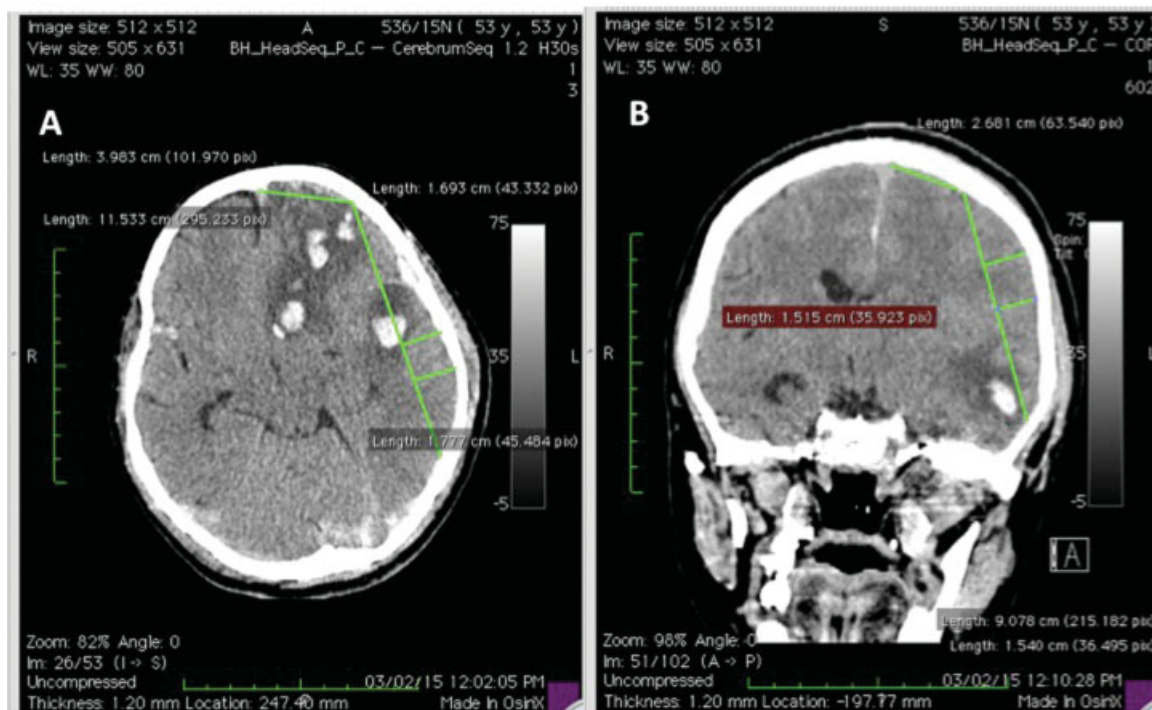 Image size: 512 x 512
View size: 505 x 631
WL: 35 WW: 80
A
536/15N ( 53 y , 53 y )
BH_HeadSeq_P_C — CerebrumSeq 1.2 H30s
1
3
A
Length: 3.983 cm (101.970 pix)
Length: 1.693 cm (43.332 pix)
Length: 11.533 cm (295.233 pix)
75
R
35
L
Length: 1.777 cm (45.484 pix)
-5
Zoom: 82% Angle: 0
Im: 26/53 (I -> S)
Uncompressed
Thickness: 1.20 mm Location: 247.40 mm
03/02/15 12:02:05 PM
Made In OsiriX
Image size: 512 x 512
View size: 505 x 631
WL: 35 WW: 80
S
536/15N ( 53 y , 53 y
BH_HeadSeq_P_C — COR
1
602
B
Length: 2.681 cm (63.540 pix)
75
Length: 1.515 cm (35.923 pix)
R
35
L
-5
A
Length: 9.078 cm (215.182 pix)
Length: 1.540 cm (36.495 pix)
Zoom: 98% Angle: 0
Im: 51/102 (A -> P)
Uncompressed
Thickness: 1.20 mm Location: -197.77 mm
03/02/15 12:10:28 PM
Made In OsiriX